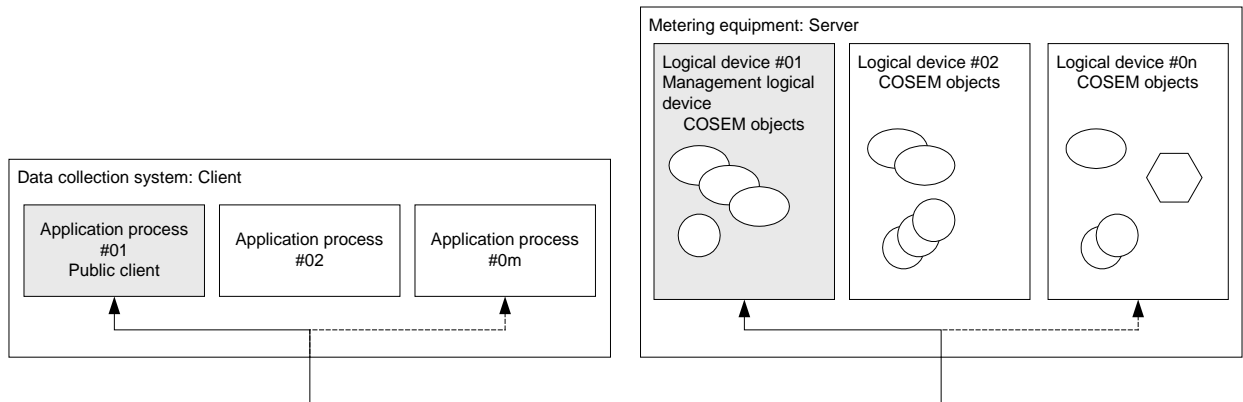 Metering equipment: Server
Logical device #01
Management logical
device
COSEM objects
Logical device #02
COSEM objects
Logical device #0n
COSEM objects
Data collection system: Client
Application process
#01
Public client
Application process
#02
Application process
#0m